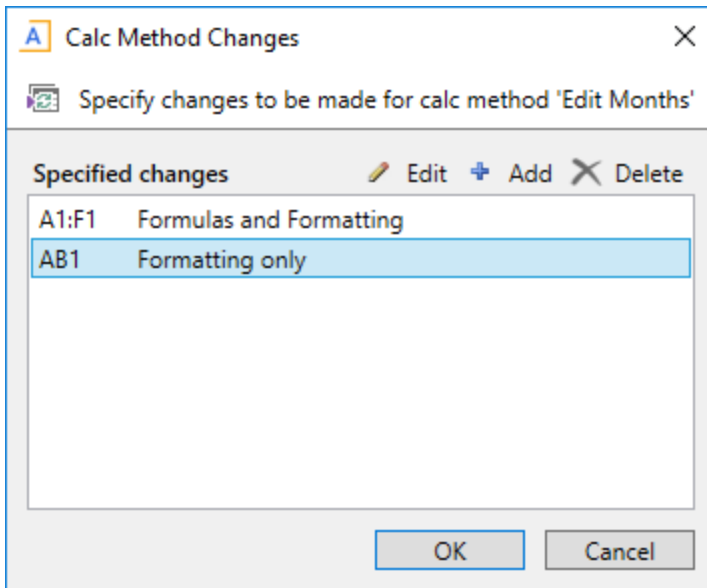 A Calc Method Changes
Specify changes to be made for calc method 'Edit Months'
Specified changes Edit Add Delete
A1:F1 Formulas and Formatting
AB1 Formatting only
OK Cancel